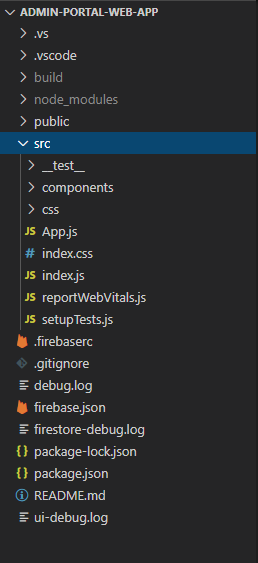 ADMIN-PORTAL-WEB-APP
.vs
.vscode
build
node_modules
public
src
__test__
components
css
JS App.js
# index.css
JS index.js
JS reportWebVitals.js
JS setupTests.js
.firebaserc
.gitignore
debug.log
firebase.json
firestore-debug.log
{ } package-lock.json
{ } package.json
README.md
ui-debug.log